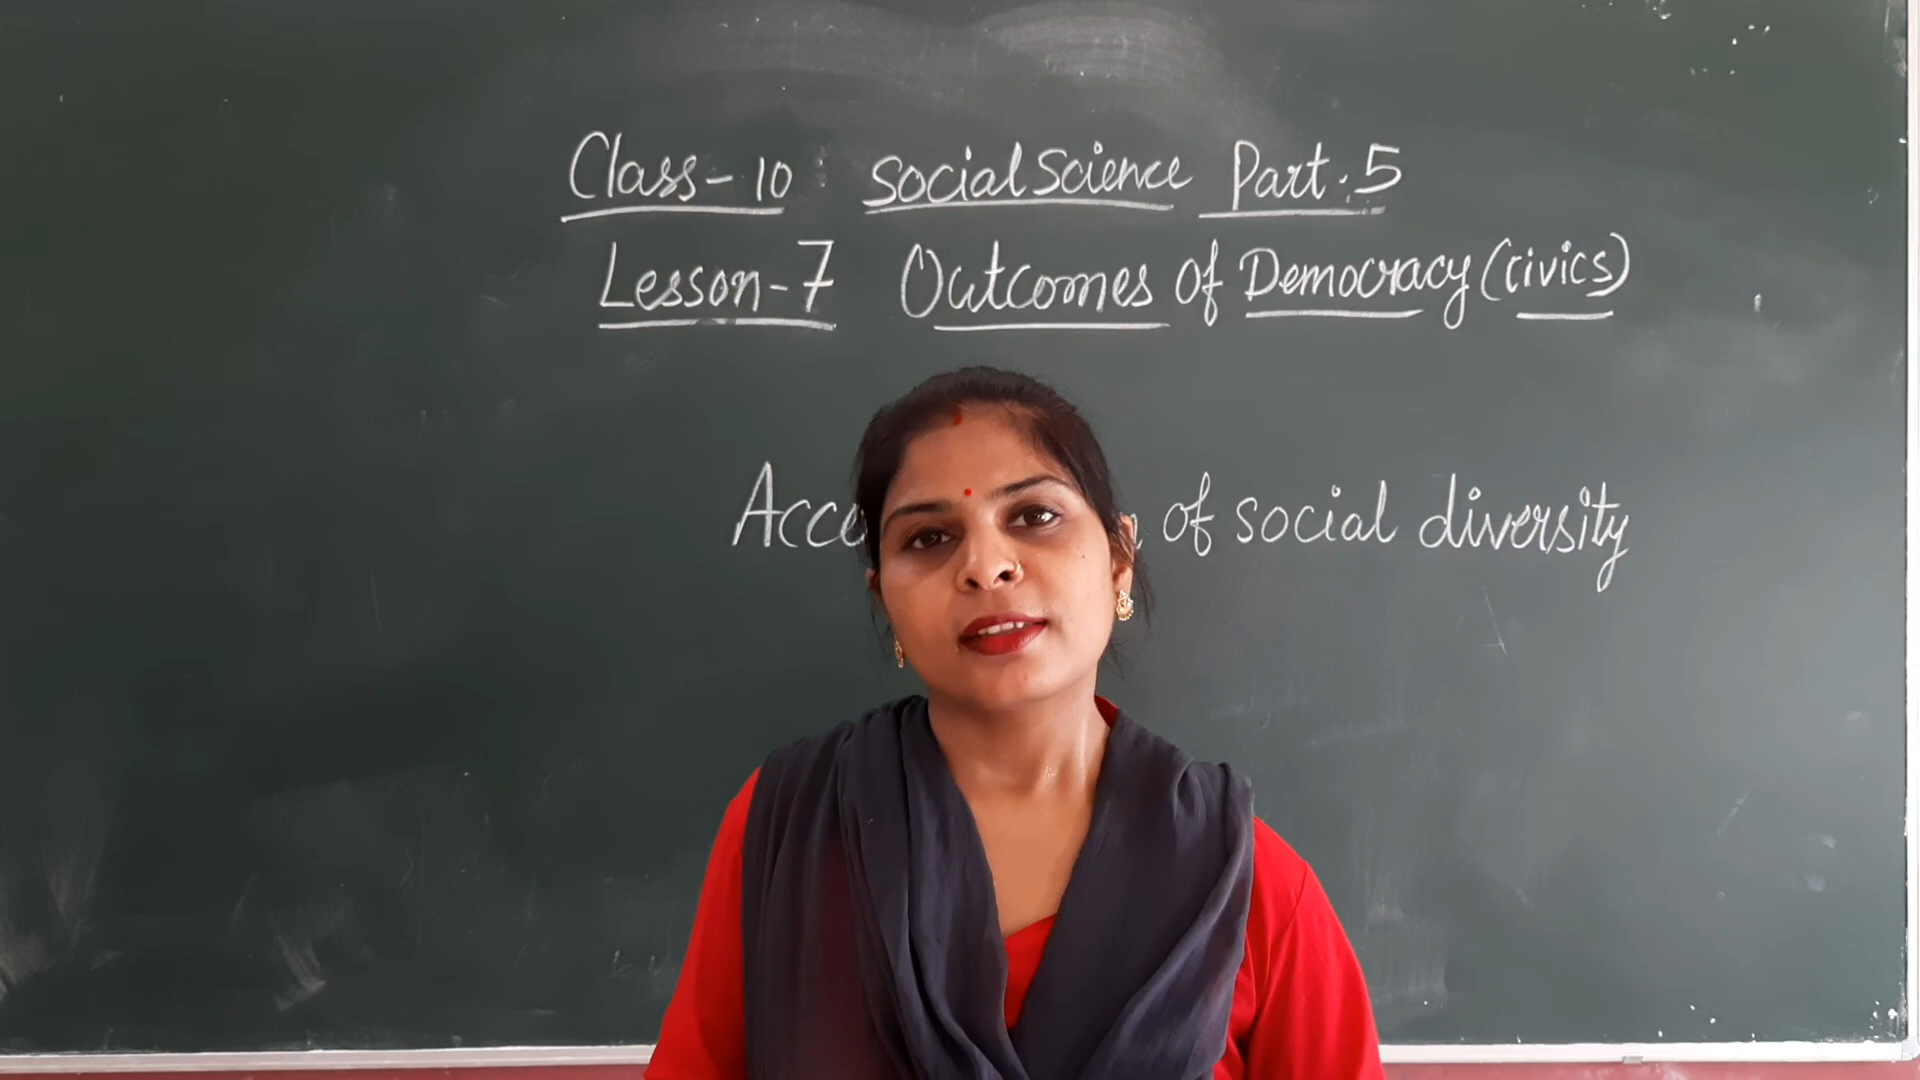 Class-10 : Social Science Part.5
Lesson-7 Outcomes of Democracy (civics)
of social diversity